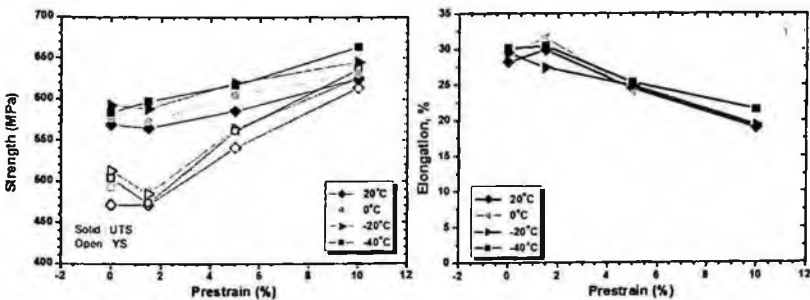 700
650
600
550
500
450
400
Strength (MPa)
Solid UTS
Open YS
20°C
0°C
-20°C
-40°C
-2 0 2 4 6 8 10 12
Prestrain (%)
35
30
25
20
15
10
5
0
Elongation, %
20°C
0°C
-20°C
-40°C
-2 0 2 4 6 8 10 12
Prestrain (%)